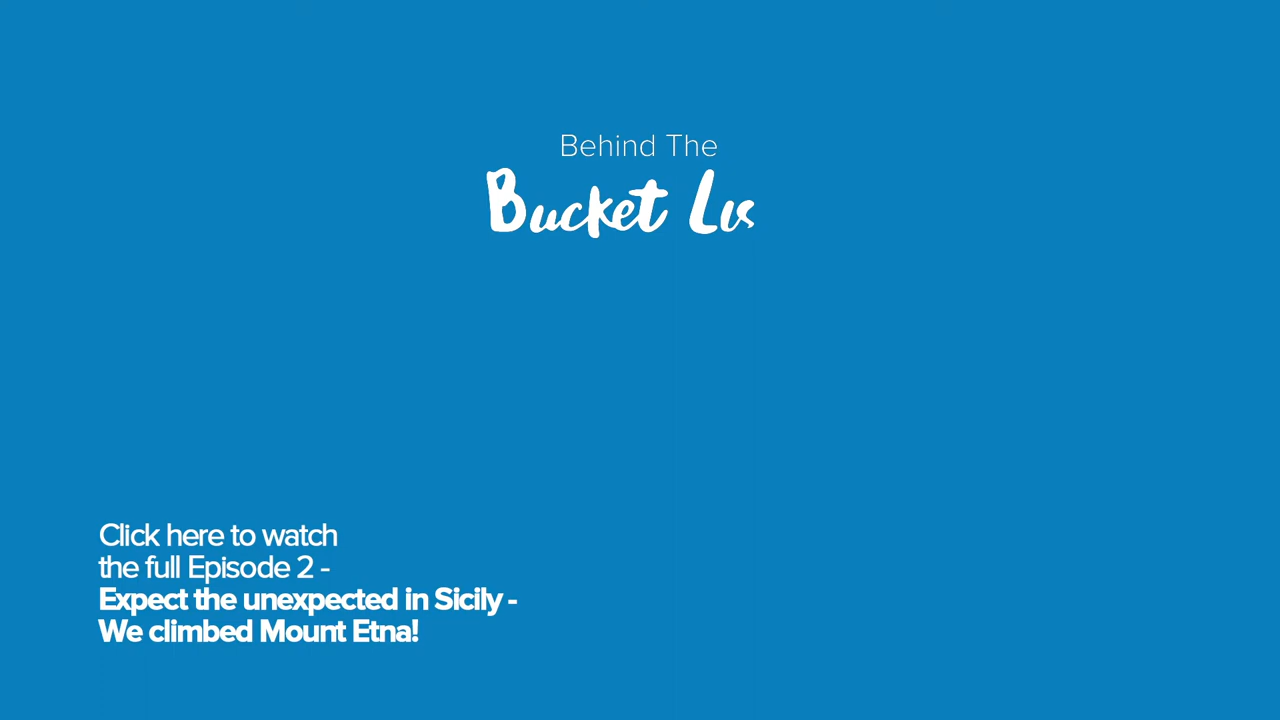 Behind The
Bucket Lis
Click here to watch
the full Episode 2 -
Expect the unexpected in Sicily -
We climbed Mount Etna!